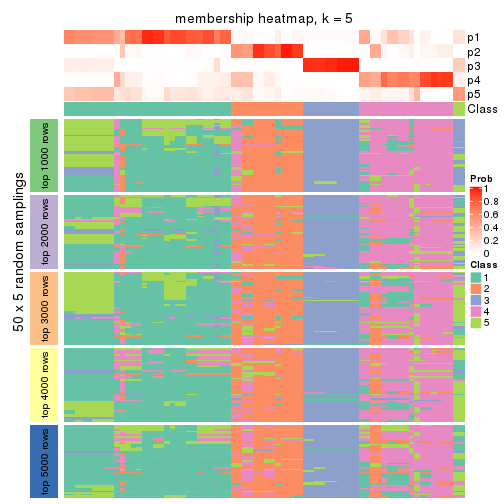 membership heatmap, k = 5
p1
p2
p3
p4
p5
Class
50 x 5 random samplings
top 1000 rows
top 2000 rows
top 3000 rows
top 4000 rows
top 5000 rows
Prob
1
0.8
0.6
0.4
0.2
0
Class
1
2
3
4
5